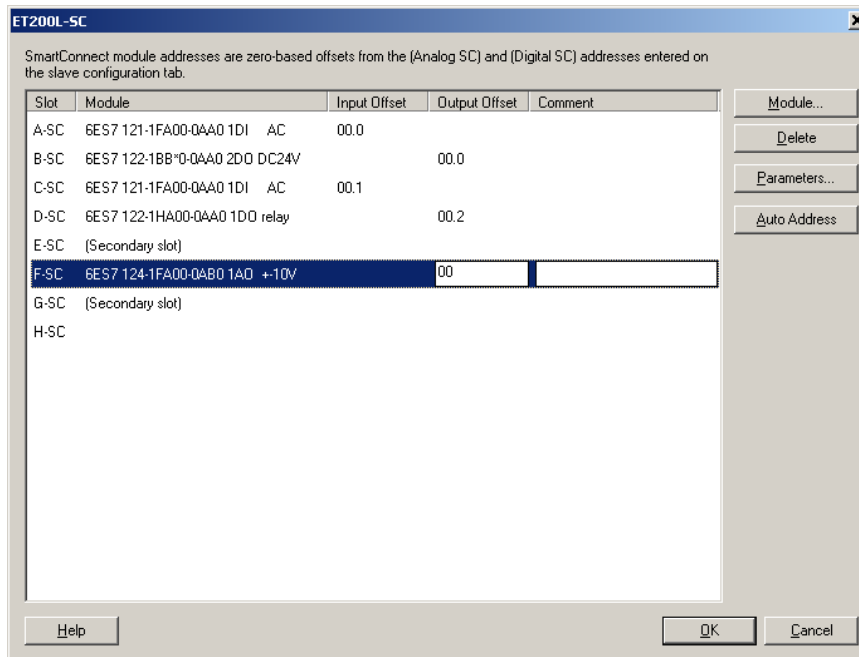 ET200L-SC
SmartConnect module addresses are zero-based offsets from the (Analog SC) and (Digital SC) addresses entered on
the slave configuration tab.
Slot Module Input Offset Output Offset Comment
A-SC 6ES7 121-1FA00-0AA0 1DI AC 00.0
B-SC 6ES7 122-1BB*0-0AA0 2DO DC24V 00.0
C-SC 6ES7 121-1FA00-0AA0 1DI AC 00.1
D-SC 6ES7 122-1HA00-0AA0 1DO relay 00.2
E-SC (Secondary slot)
F-SC 6ES7 124-1FA00-0AB0 1AO +-10V 00
G-SC (Secondary slot)
H-SC
Module...
Delete
Parameters...
Auto Address
Help OK Cancel